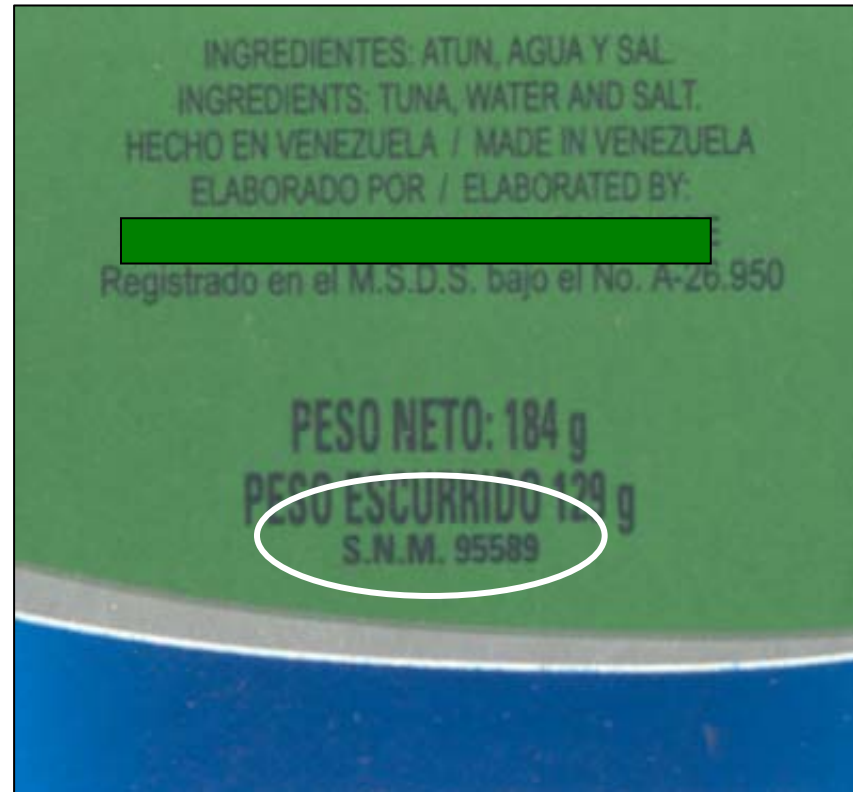 INGREDIENTES: ATUN, AGUA Y SAL.
INGREDIENTS: TUNA, WATER AND SALT.
HECHO EN VENEZUELA / MADE IN VENEZUELA
ELABORADO POR / ELABORATED BY:
Registrado en el M.S.D.S. bajo el No. A-26.950
PESO NETO: 184 g
PESO ESCURRIDO 129 g
S.N.M. 95589